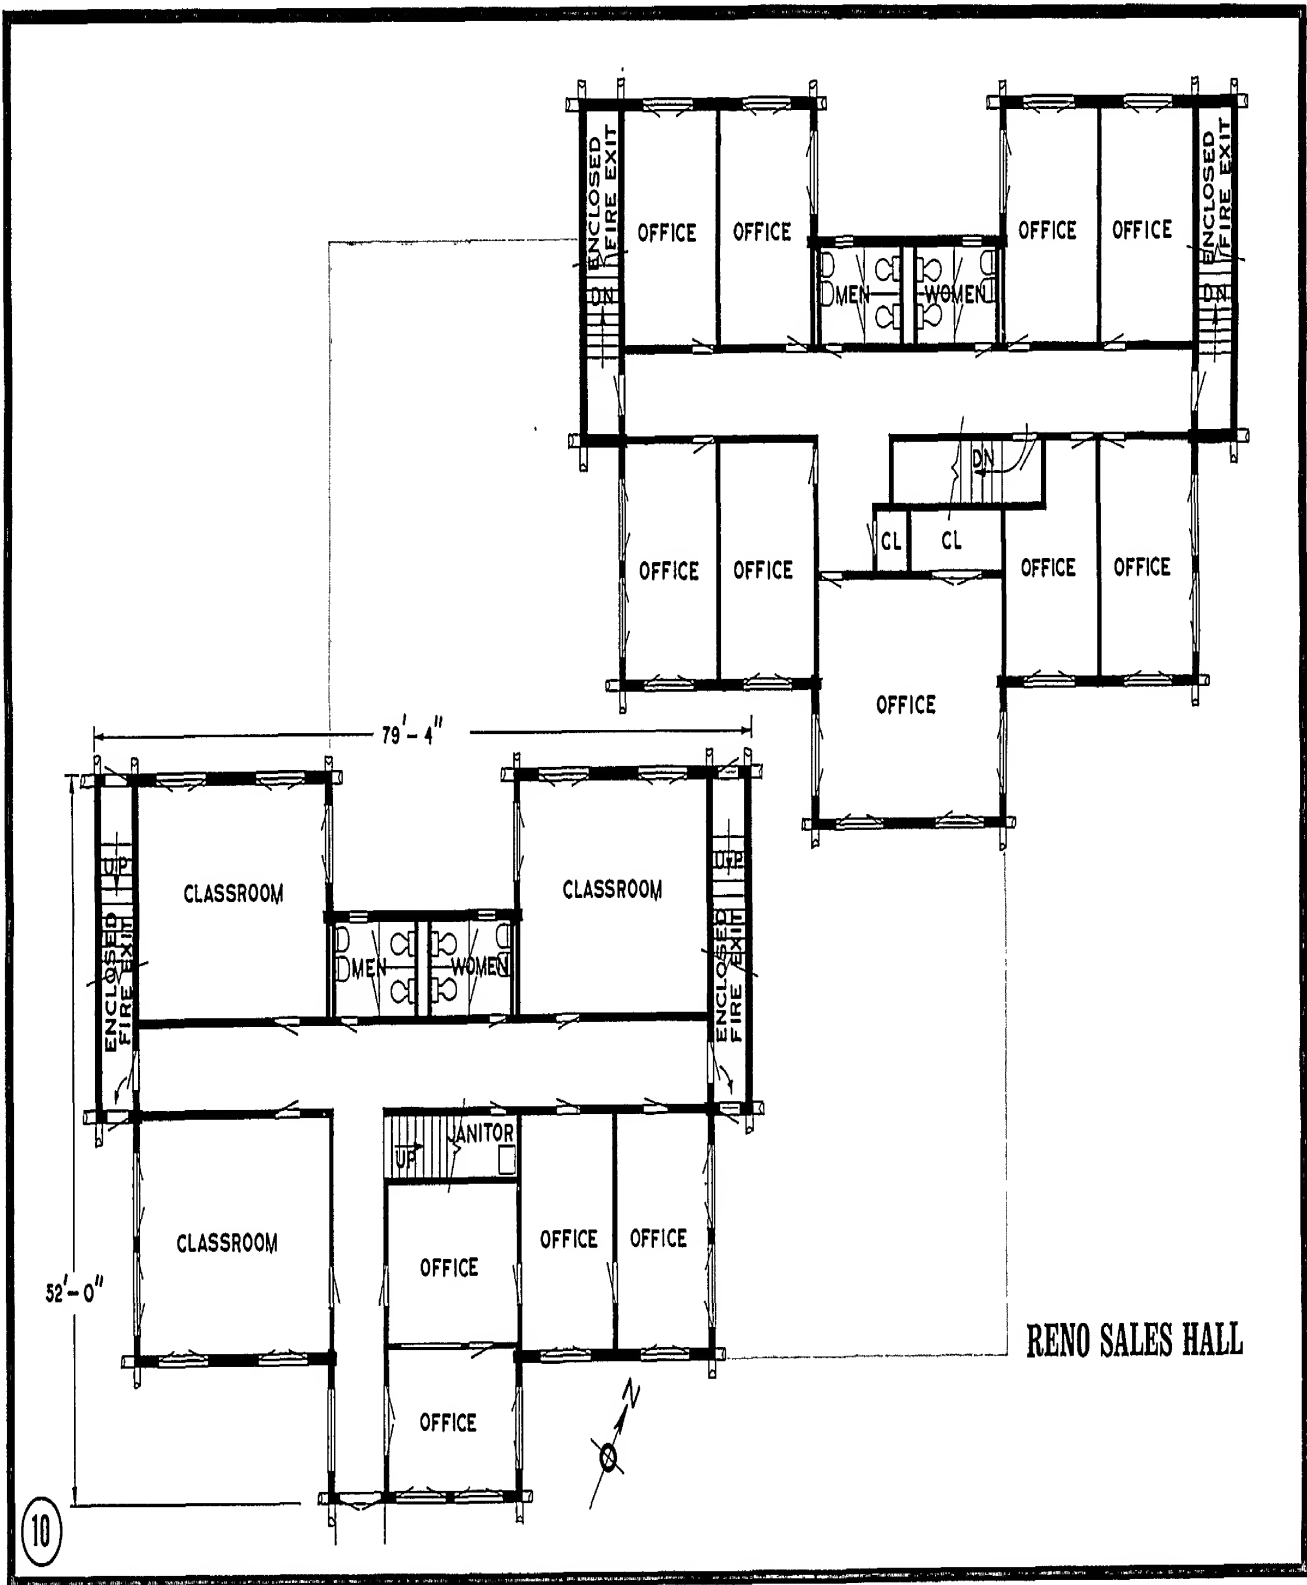 ENCLOSED
FIRE EXIT
DN
OFFICE
OFFICE
MEN
WOMEN
OFFICE
OFFICE
ENCLOSED
FIRE EXIT
DN
DN
CL
CL
OFFICE
OFFICE
OFFICE
OFFICE
OFFICE
79'-4"
52'-0"
UP
ENCLOSED
FIRE EXIT
CLASSROOM
MEN
WOMEN
CLASSROOM
UP
ENCLOSED
FIRE EXIT
JANITOR
UP
CLASSROOM
OFFICE
OFFICE
OFFICE
OFFICE
N
RENO SALES HALL
10